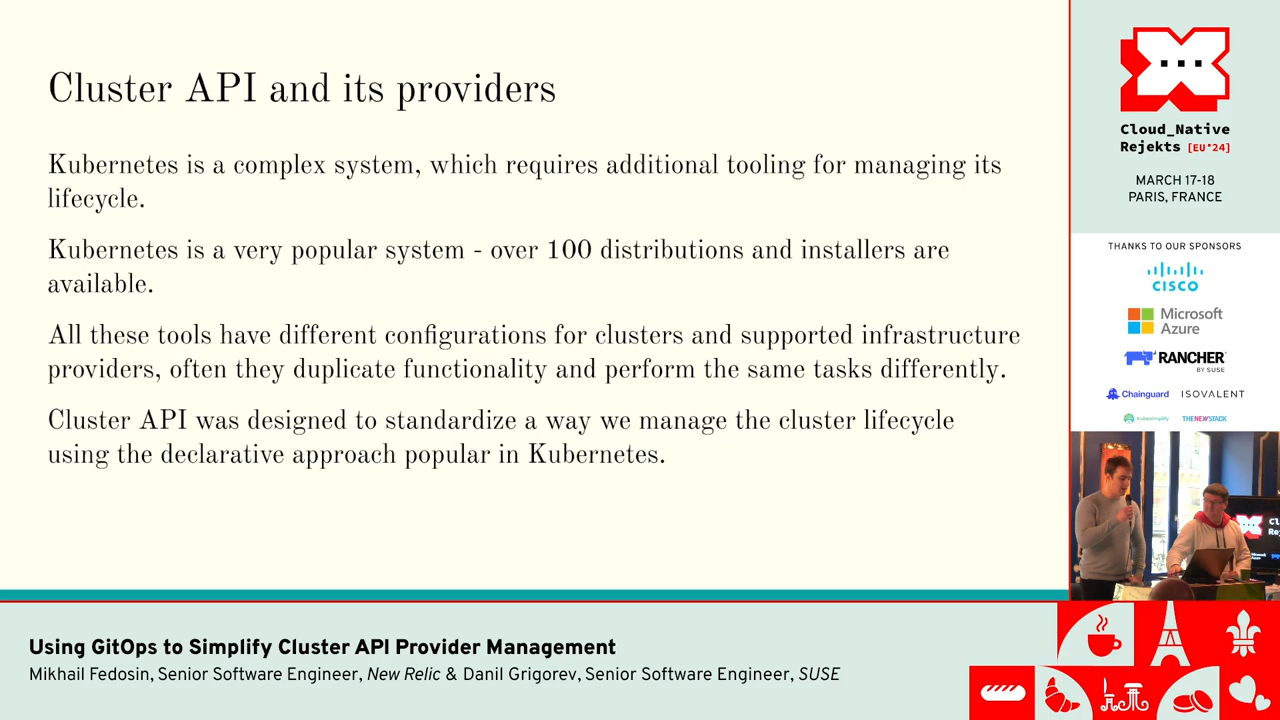 Cluster API and its providers
Kubernetes is a complex system, which requires additional tooling for managing its
lifecycle.
Kubernetes is a very popular system - over 100 distributions and installers are
available.
All these tools have different configurations for clusters and supported infrastructure
providers, often they duplicate functionality and perform the same tasks differently.
Cluster API was designed to standardize a way we manage the cluster lifecycle
using the declarative approach popular in Kubernetes.
Cloud_Native
Rejekts [EU*24]
MARCH 17-18
PARIS, FRANCE
THANKS TO OUR SPONSORS
CISCO
Microsoft
Azure
RANCHER
BY SUSE
Chainguard
ISOVALENT
kubesimplify
THENEWSTACK
Using GitOps to Simplify Cluster API Provider Management
Mikhail Fedosin, Senior Software Engineer, New Relic & Danil Grigorev, Senior Software Engineer, SUSE